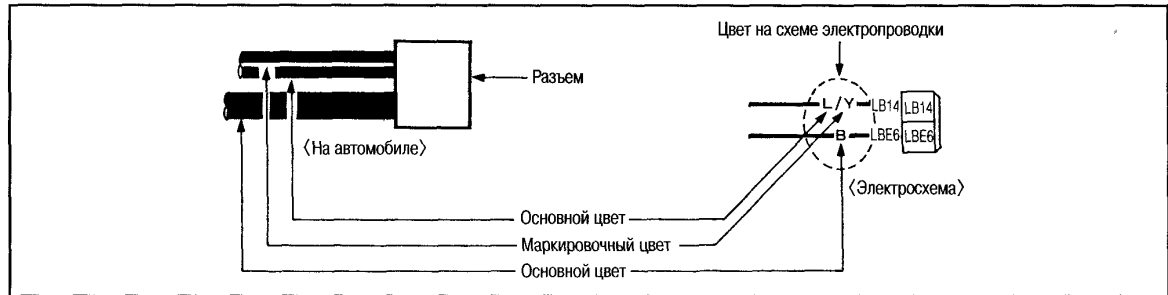 Цвет на схеме электропроводки
Разъем
L / Y LB14 LB14
B LBE6 LBE6
〈На автомобиле〉
〈Электросхема〉
Основной цвет
Маркировочный цвет
Основной цвет